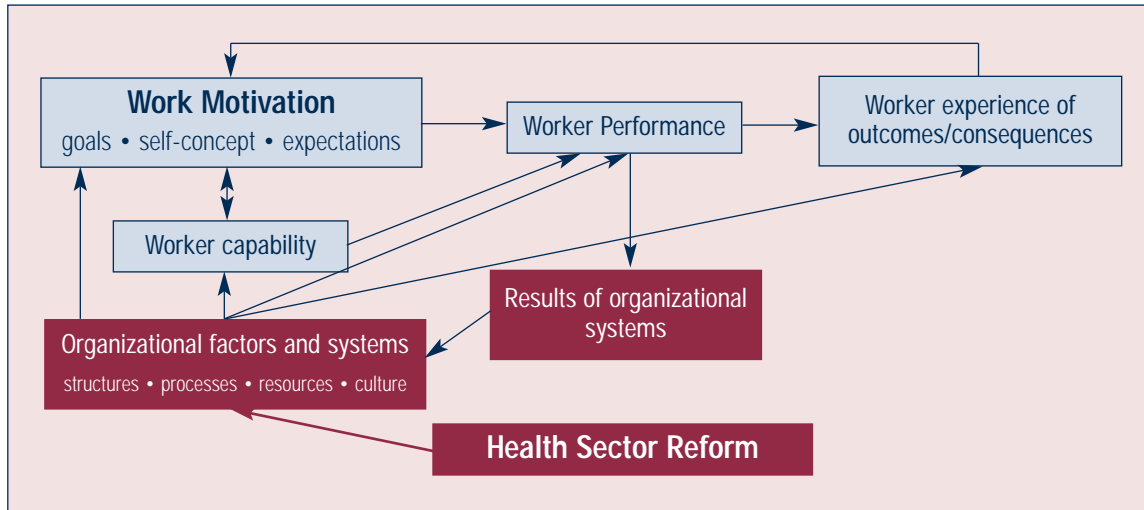 Work Motivation
goals • self-concept • expectations
Worker Performance
Worker experience of
outcomes/consequences
Worker capability
Results of organizational
systems
Organizational factors and systems
structures • processes • resources • culture
Health Sector Reform